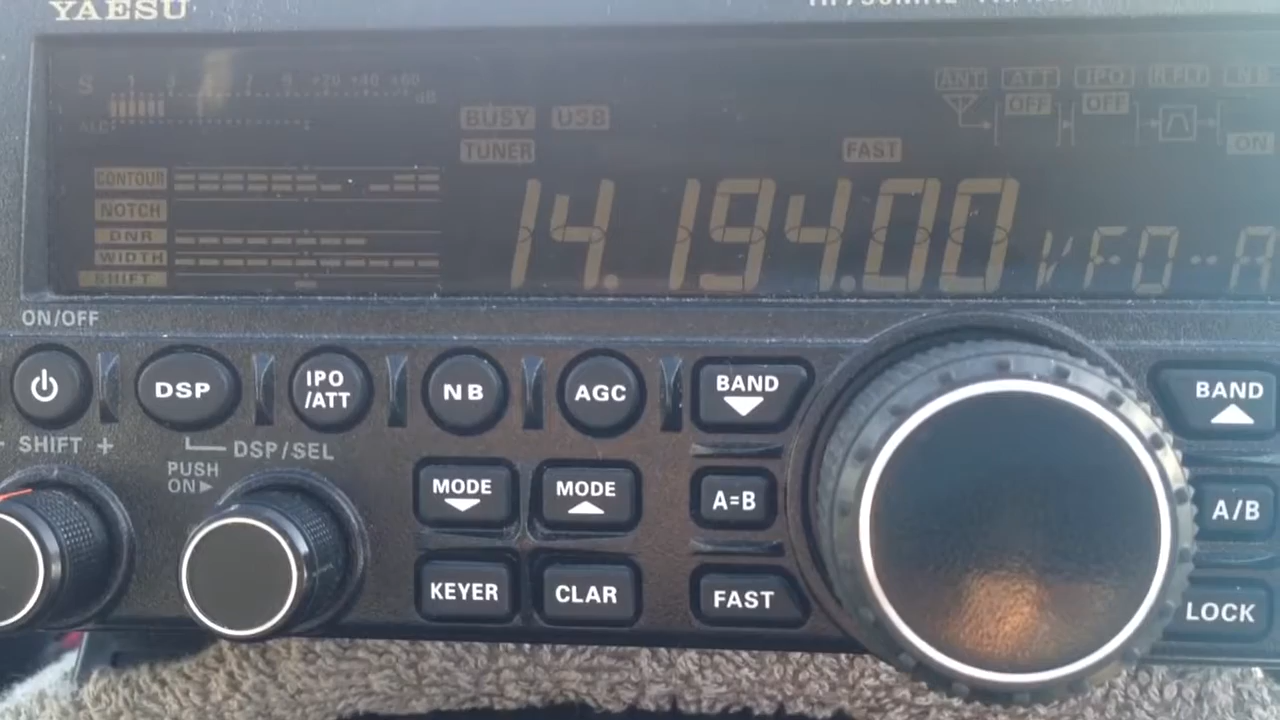 YAESU
S 1 3 5 7 9 +20 +40 +60
dB
ALC
BUSY USB
TUNER
ANT ATT IPO R.FLT
OFF OFF
ON
FAST
CONTOUR
NOTCH
DNR
WIDTH
SHIFT
14.194.00 VFO--A
ON/OFF
DSP
IPO
/ATT
NB
AGC
BAND
BAND
- SHIFT +
DSP/SEL
PUSH
ON
MODE
MODE
A=B
A/B
KEYER
CLAR
FAST
LOCK